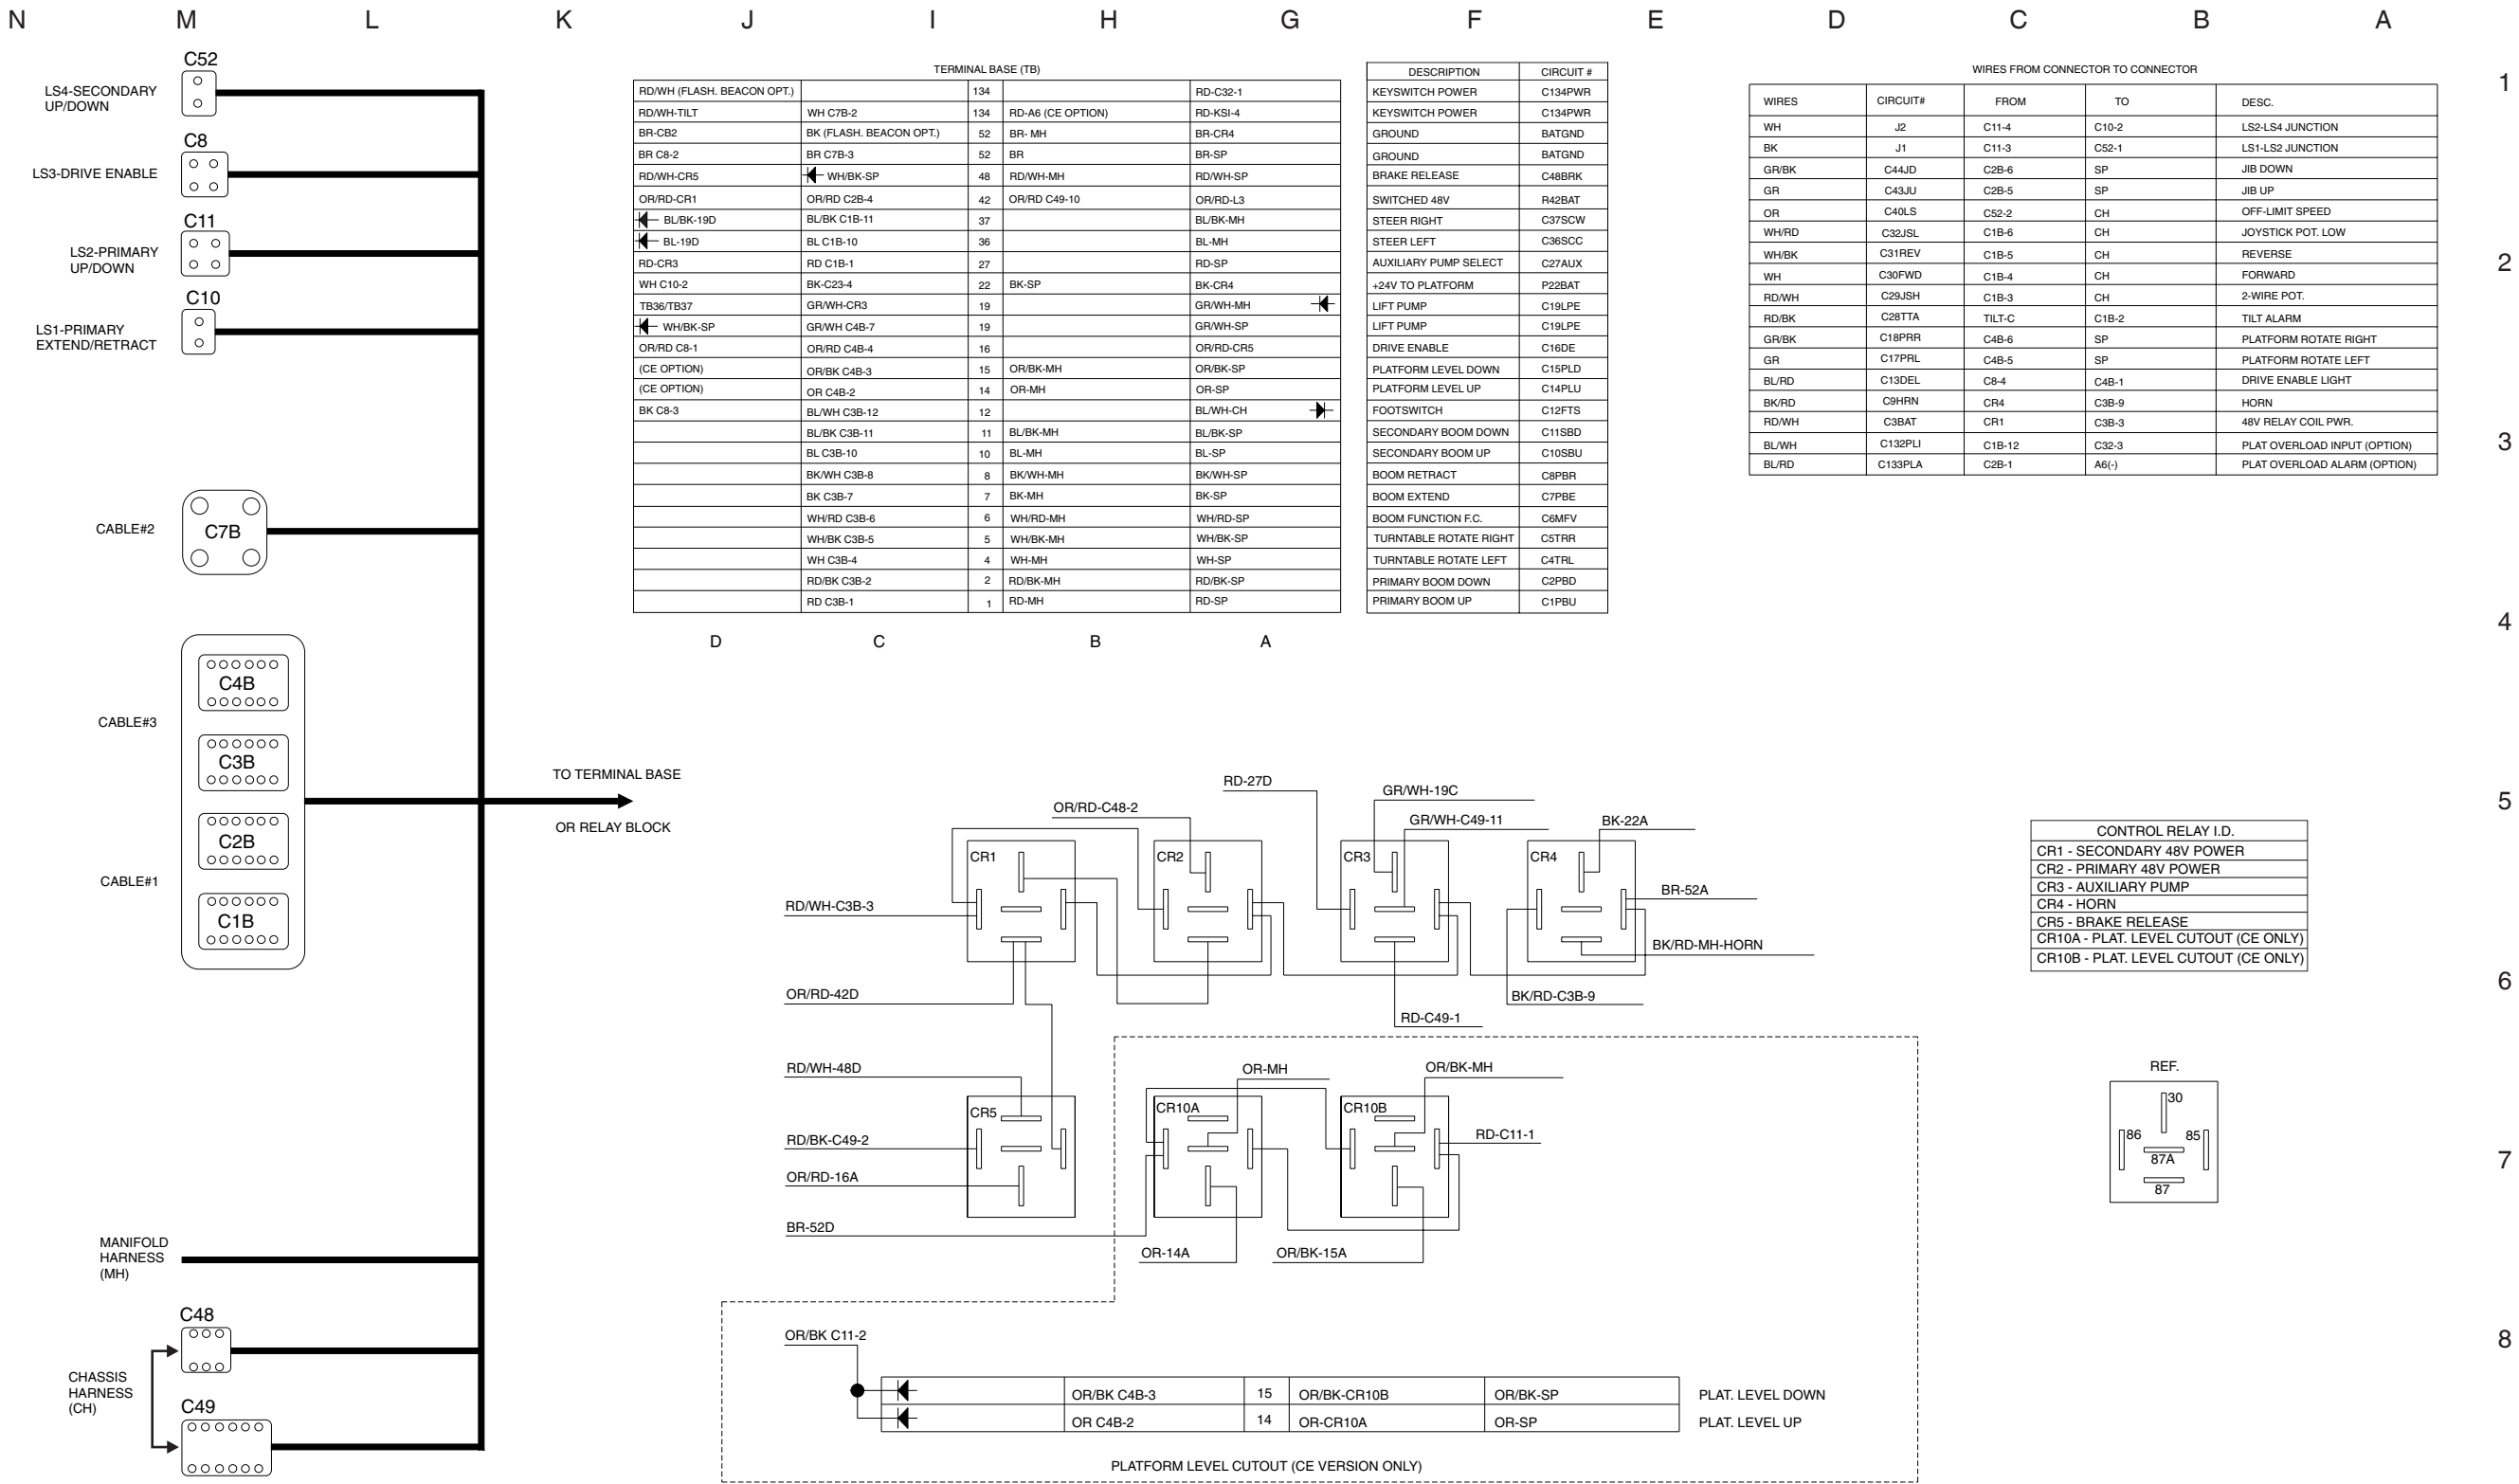 N M L K J I H G F E D C B A
1
2
3
4
5
6
7
8
C52
LS4-SECONDARY
UP/DOWN
C8
LS3-DRIVE ENABLE
C11
LS2-PRIMARY
UP/DOWN
C10
LS1-PRIMARY
EXTEND/RETRACT
CABLE#2
C7B
C4B
CABLE#3
C3B
C2B
CABLE#1
C1B
TO TERMINAL BASE
OR RELAY BLOCK
MANIFOLD
HARNESS
(MH)
C48
CHASSIS
HARNESS
(CH)
C49
TERMINAL BASE (TB)
RD/WH (FLASH. BEACON OPT.) 134 RD-C32-1
RD/WH-TILT WH C7B-2 134 RD-A6 (CE OPTION) RD-KSI-4
BR-CB2 BK (FLASH. BEACON OPT.) 52 BR- MH BR-CR4
BR C8-2 BR C7B-3 52 BR BR-SP
RD/WH-CR5 WH/BK-SP 48 RD/WH-MH RD/WH-SP
OR/RD-CR1 OR/RD C2B-4 42 OR/RD C49-10 OR/RD-L3
BL/BK-19D BL/BK C1B-11 37 BL/BK-MH
BL-19D BL C1B-10 36 BL-MH
RD-CR3 RD C1B-1 27 RD-SP
WH C10-2 BK-C23-4 22 BK-SP BK-CR4
TB36/TB37 GR/WH-CR3 19 GR/WH-MH
WH/BK-SP GR/WH C4B-7 19 GR/WH-SP
OR/RD C8-1 OR/RD C4B-4 16 OR/RD-CR5
(CE OPTION) OR/BK C4B-3 15 OR/BK-MH OR/BK-SP
(CE OPTION) OR C4B-2 14 OR-MH OR-SP
BK C8-3 BL/WH C3B-12 12 BL/WH-CH
BL/BK C3B-11 11 BL/BK-MH BL/BK-SP
BL C3B-10 10 BL-MH BL-SP
BK/WH C3B-8 8 BK/WH-MH BK/WH-SP
BK C3B-7 7 BK-MH BK-SP
WH/RD C3B-6 6 WH/RD-MH WH/RD-SP
WH/BK C3B-5 5 WH/BK-MH WH/BK-SP
WH C3B-4 4 WH-MH WH-SP
RD/BK C3B-2 2 RD/BK-MH RD/BK-SP
RD C3B-1 1 RD-MH RD-SP
D C B A
DESCRIPTION CIRCUIT #
KEYSWITCH POWER C134PWR
KEYSWITCH POWER C134PWR
GROUND BATGND
GROUND BATGND
BRAKE RELEASE C48BRK
SWITCHED 48V R42BAT
STEER RIGHT C37SCW
STEER LEFT C36SCC
AUXILIARY PUMP SELECT C27AUX
+24V TO PLATFORM P22BAT
LIFT PUMP C19LPE
LIFT PUMP C19LPE
DRIVE ENABLE C16DE
PLATFORM LEVEL DOWN C15PLD
PLATFORM LEVEL UP C14PLU
FOOTSWITCH C12FTS
SECONDARY BOOM DOWN C11SBD
SECONDARY BOOM UP C10SBU
BOOM RETRACT C8PBR
BOOM EXTEND C7PBE
BOOM FUNCTION F.C. C6MFV
TURNTABLE ROTATE RIGHT C5TRR
TURNTABLE ROTATE LEFT C4TRL
PRIMARY BOOM DOWN C2PBD
PRIMARY BOOM UP C1PBU
WIRES FROM CONNECTOR TO CONNECTOR
WIRES CIRCUIT# FROM TO DESC.
WH J2 C11-4 C10-2 LS2-LS4 JUNCTION
BK J1 C11-3 C52-1 LS1-LS2 JUNCTION
GR/BK C44JD C2B-6 SP JIB DOWN
GR C43JU C2B-5 SP JIB UP
OR C40LS C52-2 CH OFF-LIMIT SPEED
WH/RD C32JSL C1B-6 CH JOYSTICK POT. LOW
WH/BK C31REV C1B-5 CH REVERSE
WH C30FWD C1B-4 CH FORWARD
RD/WH C29JSH C1B-3 CH 2-WIRE POT.
RD/BK C28TTA TILT-C C1B-2 TILT ALARM
GR/BK C18PRR C4B-6 SP PLATFORM ROTATE RIGHT
GR C17PRL C4B-5 SP PLATFORM ROTATE LEFT
BL/RD C13DEL C8-4 C4B-1 DRIVE ENABLE LIGHT
BK/RD C9HRN CR4 C3B-9 HORN
RD/WH C3BAT CR1 C3B-3 48V RELAY COIL PWR.
BL/WH C132PLI C1B-12 C32-3 PLAT OVERLOAD INPUT (OPTION)
BL/RD C133PLA C2B-1 A6(-) PLAT OVERLOAD ALARM (OPTION)
RD-27D
GR/WH-19C
OR/RD-C48-2
GR/WH-C49-11
BK-22A
CR1
CR2
CR3
CR4
RD/WH-C3B-3
BR-52A
BK/RD-MH-HORN
OR/RD-42D
BK/RD-C3B-9
RD-C49-1
CONTROL RELAY I.D.
CR1 - SECONDARY 48V POWER
CR2 - PRIMARY 48V POWER
CR3 - AUXILIARY PUMP
CR4 - HORN
CR5 - BRAKE RELEASE
CR10A - PLAT. LEVEL CUTOUT (CE ONLY)
CR10B - PLAT. LEVEL CUTOUT (CE ONLY)
RD/WH-48D
OR-MH
OR/BK-MH
CR5
CR10A
CR10B
RD/BK-C49-2
RD-C11-1
OR/RD-16A
BR-52D
OR-14A
OR/BK-15A
REF.
30
86
85
87A
87
OR/BK C11-2
OR/BK C4B-3 15 OR/BK-CR10B OR/BK-SP PLAT. LEVEL DOWN
OR C4B-2 14 OR-CR10A OR-SP PLAT. LEVEL UP
PLATFORM LEVEL CUTOUT (CE VERSION ONLY)